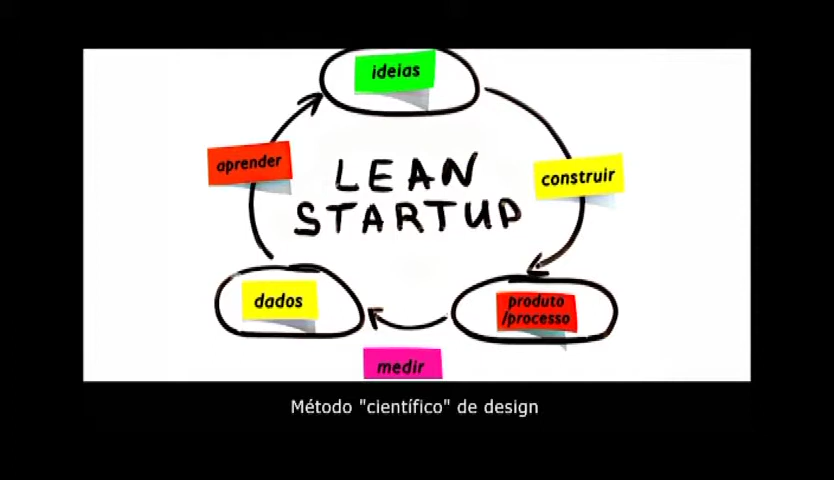 ideias
aprender
LEAN
STARTUP
construir
dados
produto
/processo
medir
Método "científico" de design